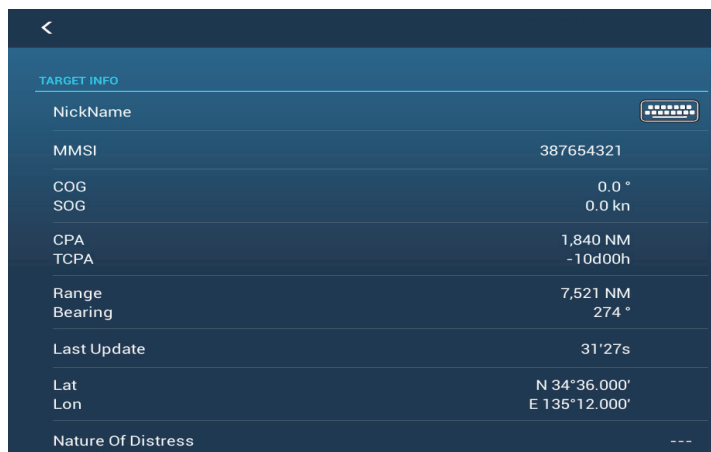 TARGET INFO
NickName
MMSI 387654321
COG 0.0 °
SOG 0.0 kn
CPA 1,840 NM
TCPA -10d00h
Range 7,521 NM
Bearing 274 °
Last Update 31'27s
Lat N 34°36.000'
Lon E 135°12.000'
Nature Of Distress ---